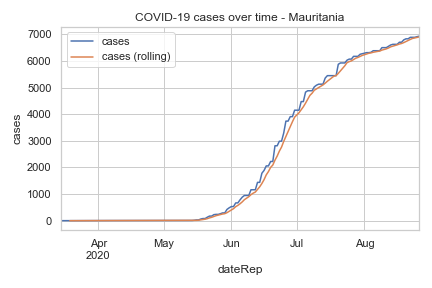 COVID-19 cases over time - Mauritania
cases
cases (rolling)
7000
6000
5000
4000
3000
2000
1000
0
cases
Apr
2020
May
Jun
Jul
Aug
dateRep